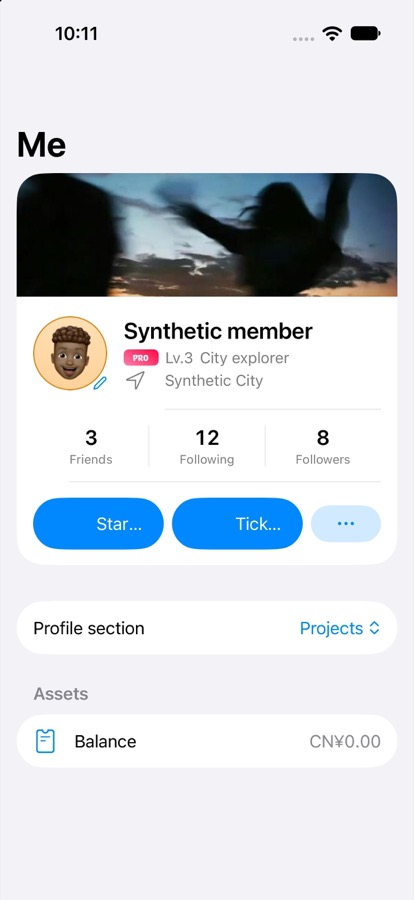 10:11
Me
Synthetic member
PRO Lv.3 City explorer
Synthetic City
3 12 8
Friends Following Followers
Star... Tick... ...
Profile section Projects
Assets
Balance CN¥0.00